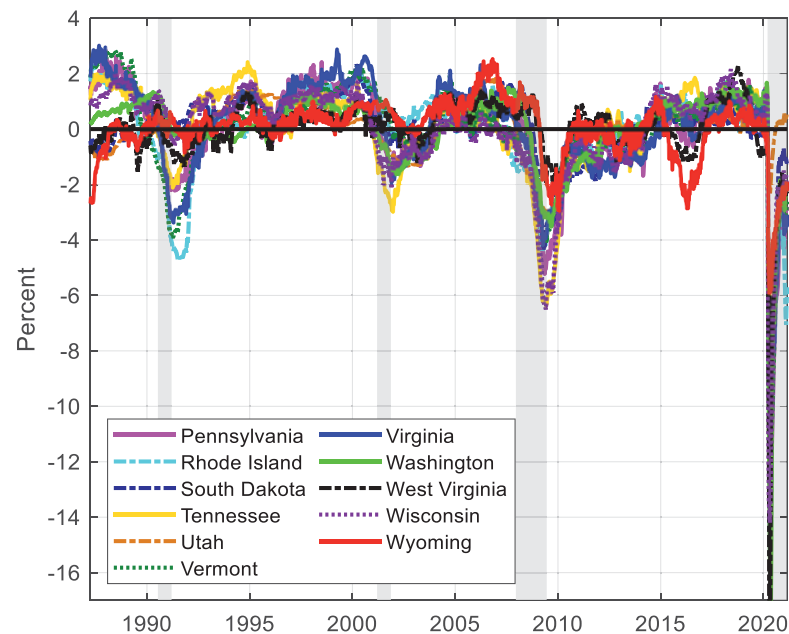 4
2
0
-2
-4
-6
-8
-10
-12
-14
-16
Percent
Pennsylvania
Rhode Island
South Dakota
Tennessee
Utah
Vermont
Virginia
Washington
West Virginia
Wisconsin
Wyoming
1990 1995 2000 2005 2010 2015 2020